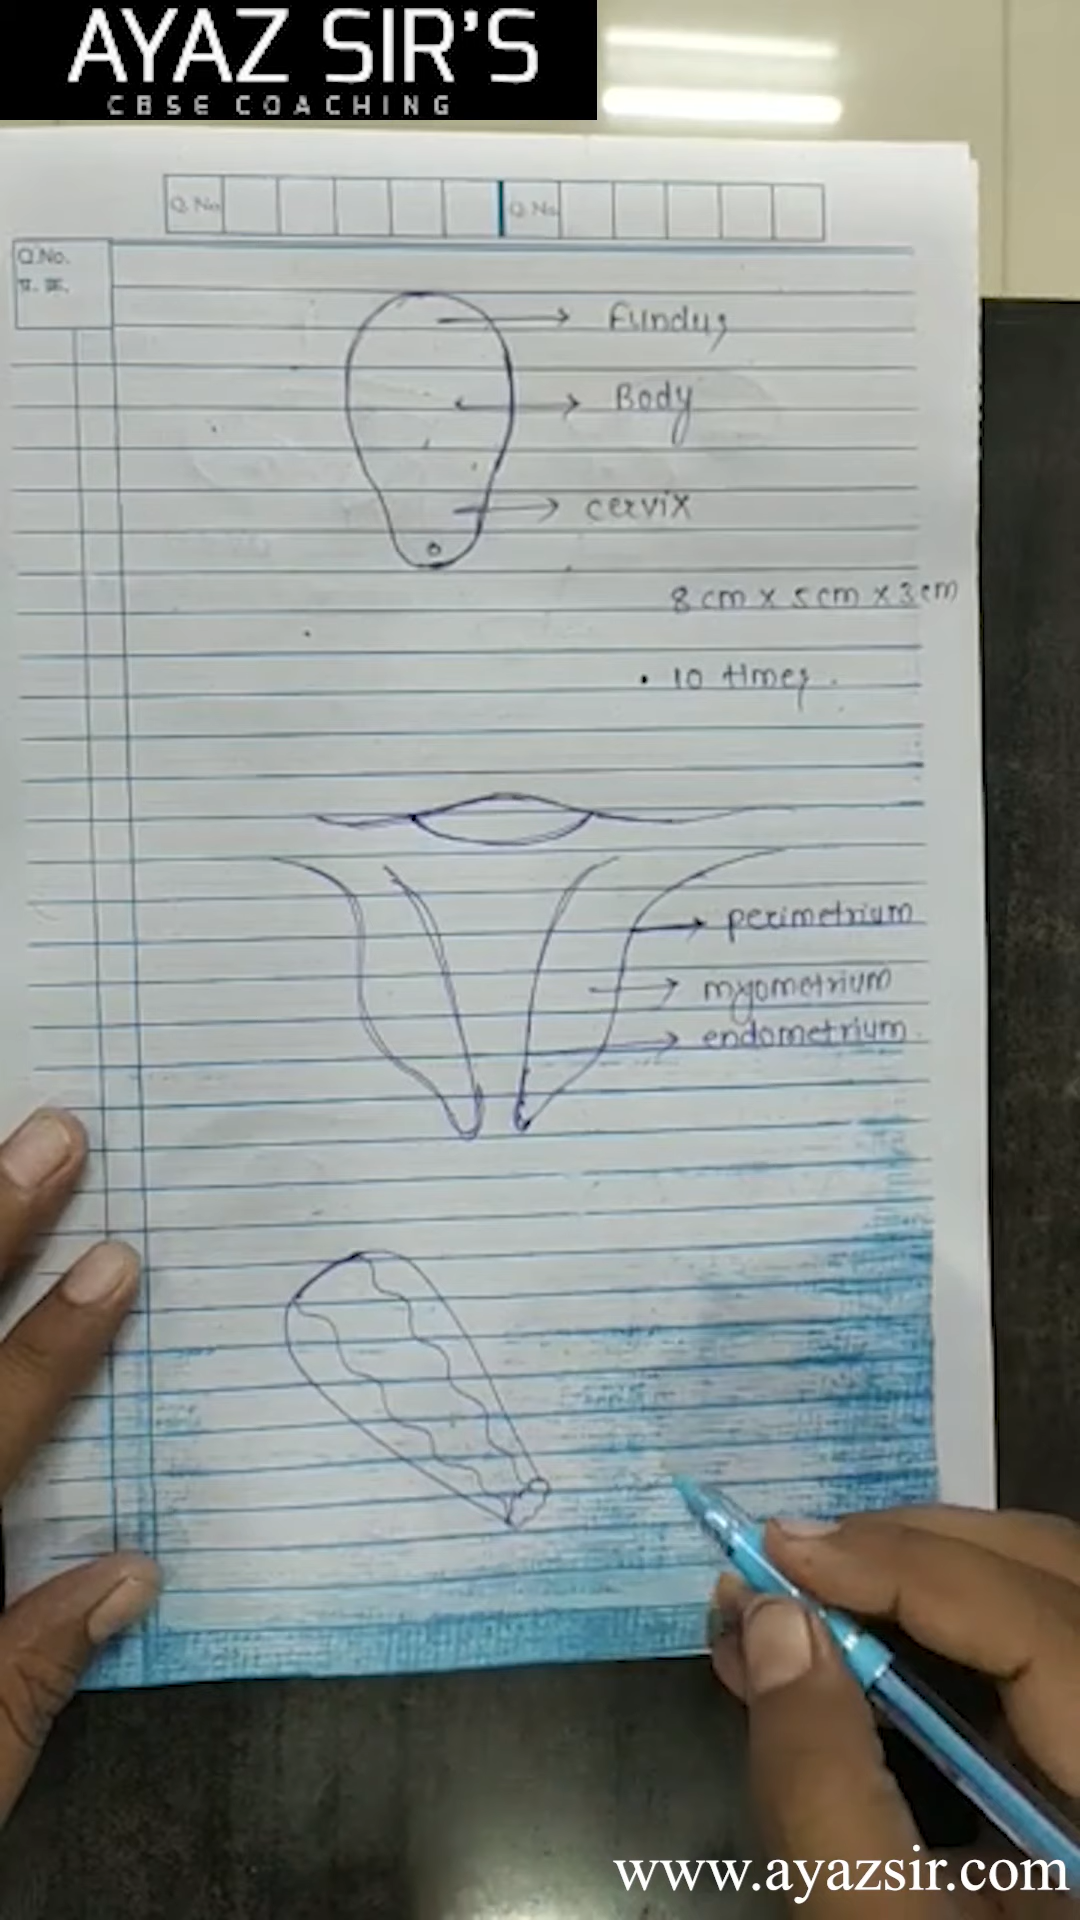 AYAZ SIR'S
CBSE COACHING
Q. No. Q. No.
Q.No.
प्र. क्र.
Fundus
Body
cervix
8 cm x 5 cm x 3 cm
• 10 times.
perimetrium
myometrium
endometrium
www.ayazsir.com